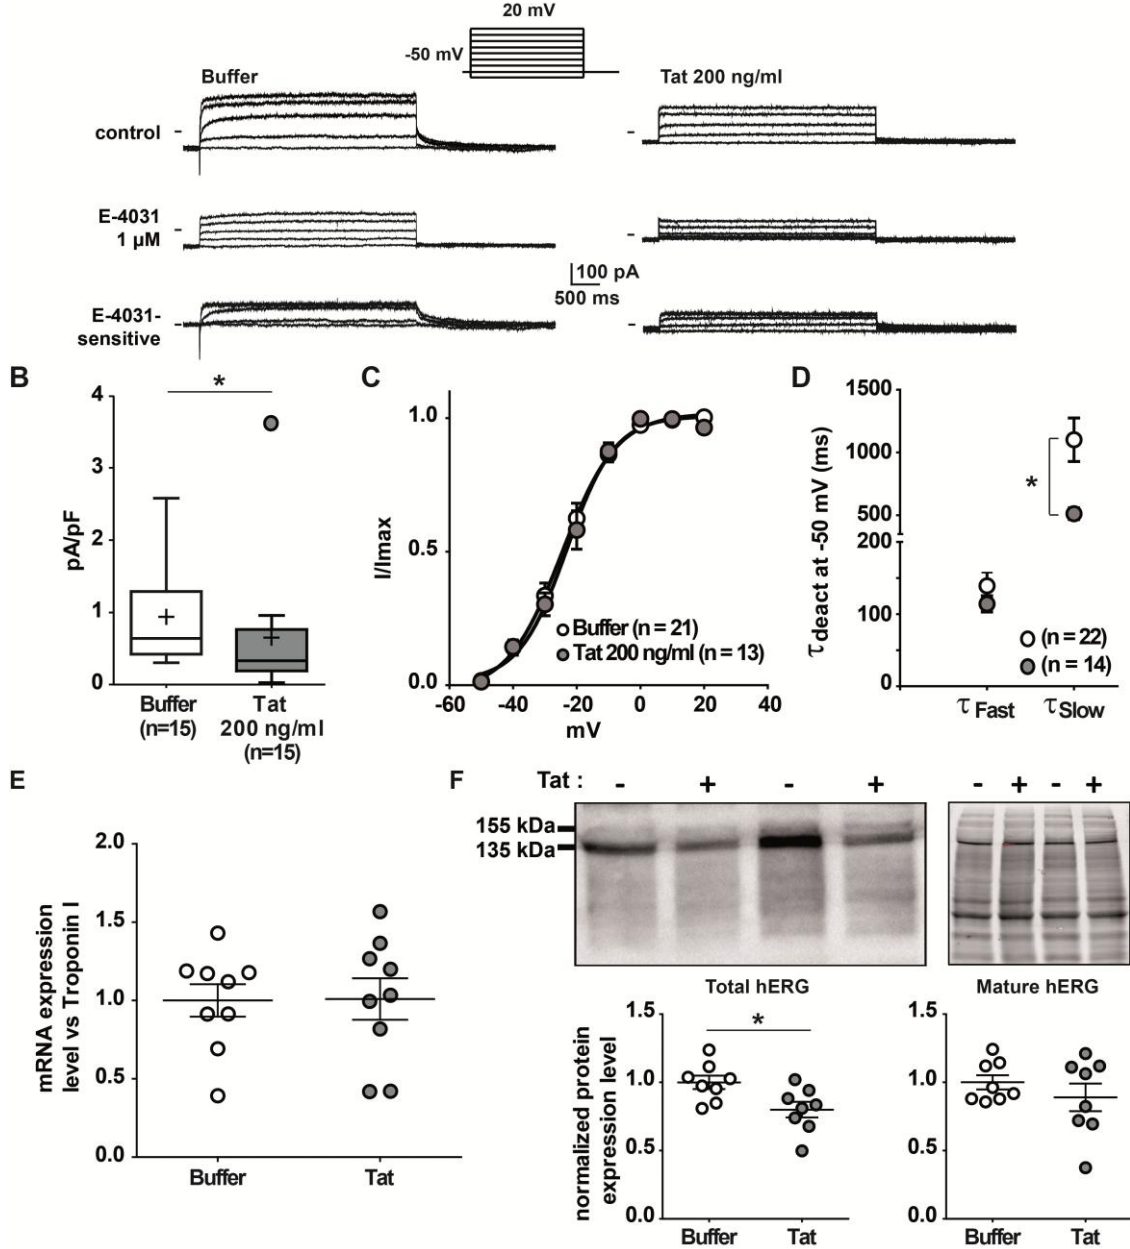 20 mV
-50 mV
Buffer
Tat 200 ng/ml
control
E-4031
1 µM
100 pA
500 ms
E-4031-
sensitive
B
*
pA/pF
4
3
2
1
0
Buffer
(n=15)
Tat
200 ng/ml
(n=15)
C
I/Imax
1.0
0.5
0.0
Buffer (n = 21)
Tat 200 ng/ml (n = 13)
-60 -40 -20 0 20 40
mV
D
τdeact at -50 mV (ms)
1500
1000
500
200
100
0
*
(n = 22)
(n = 14)
τ Fast τSlow
E
mRNA expression
level vs Troponin I
2.0
1.5
1.0
0.5
0.0
Buffer Tat
F
Tat : - + - + - + - +
155 kDa
135 kDa
Total hERG
normalized protein
expression level
1.5
1.0
0.5
0.0
*
Buffer Tat
Mature hERG
1.5
1.0
0.5
0.0
Buffer Tat